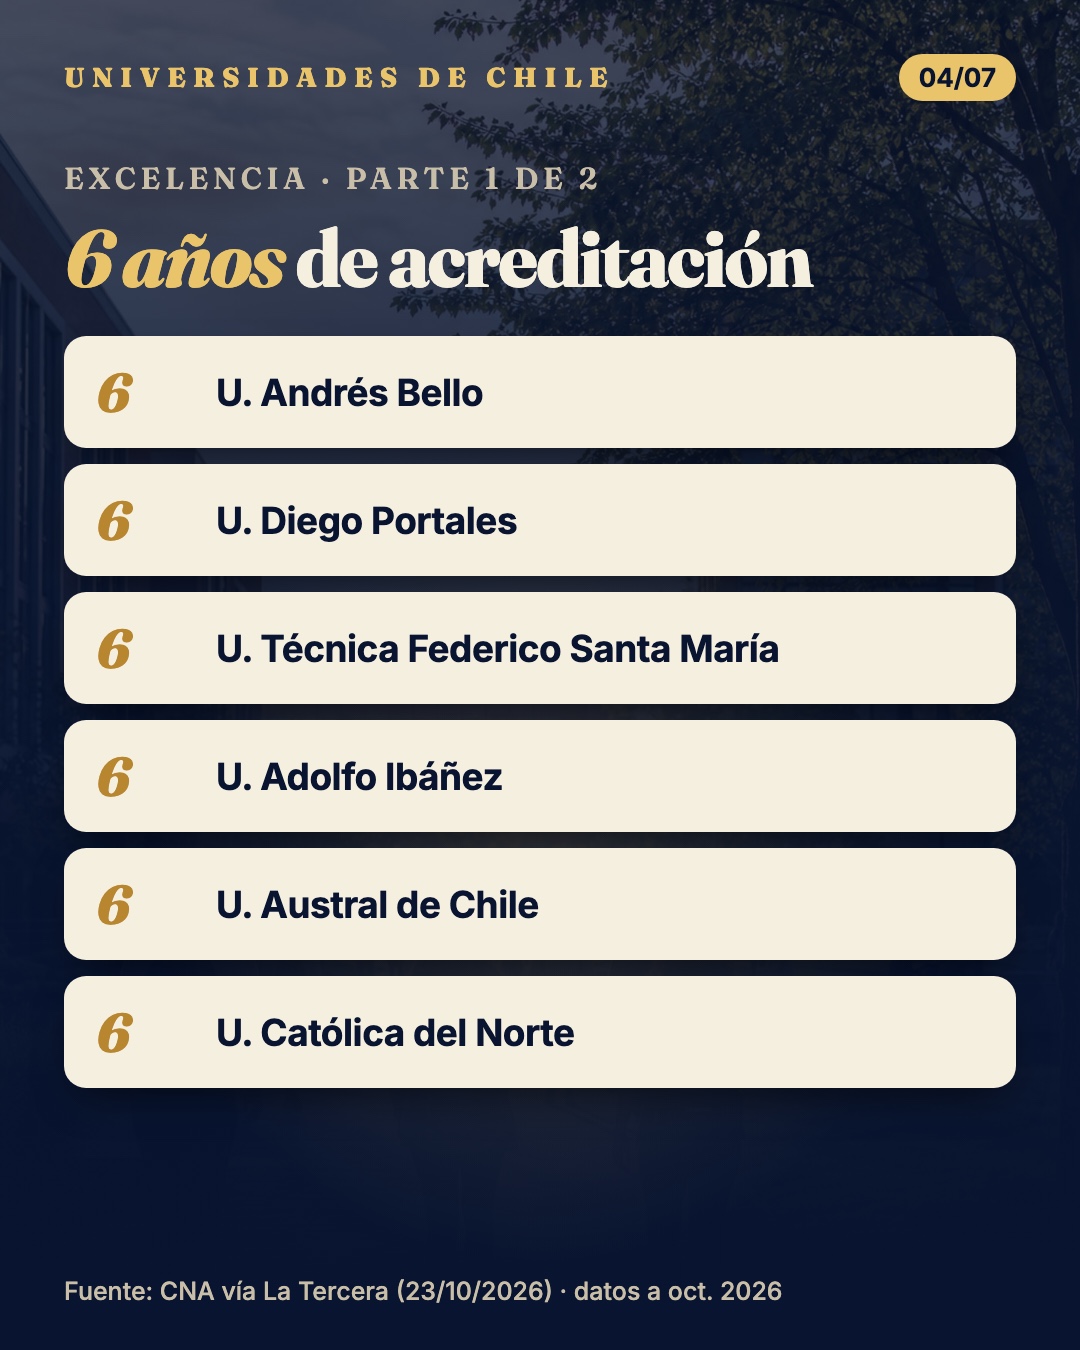 UNIVERSIDADES DE CHILE
04/07
EXCELENCIA · PARTE 1 DE 2
6 años de acreditación
6 U. Andrés Bello
6 U. Diego Portales
6 U. Técnica Federico Santa María
6 U. Adolfo Ibáñez
6 U. Austral de Chile
6 U. Católica del Norte
Fuente: CNA vía La Tercera (23/10/2026) · datos a oct. 2026